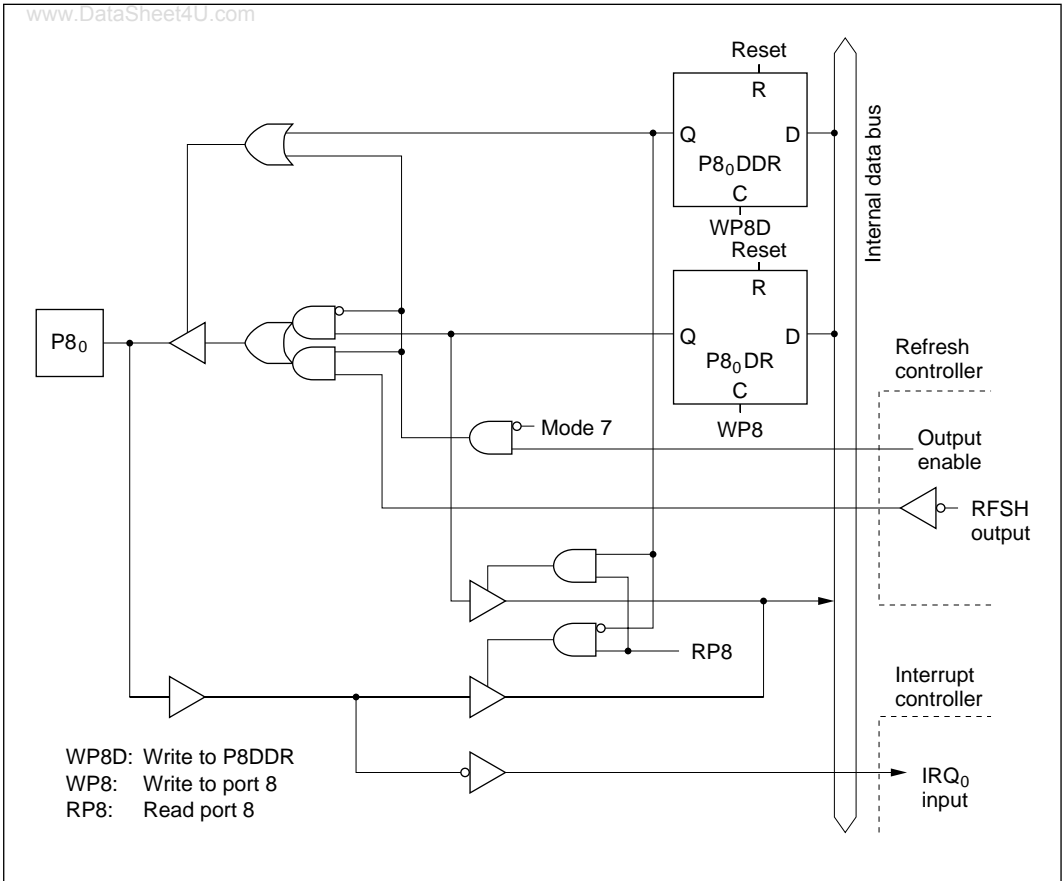 www.DataSheet4U.com
Reset
R
Q
D
P8₀DDR
C
WP8D
Reset
R
Q
D
P8₀DR
C
WP8
Internal data bus
P8₀
Mode 7
Refresh
controller
Output
enable
RFSH
output
RP8
Interrupt
controller
IRQ₀
input
WP8D: Write to P8DDR
WP8: Write to port 8
RP8: Read port 8